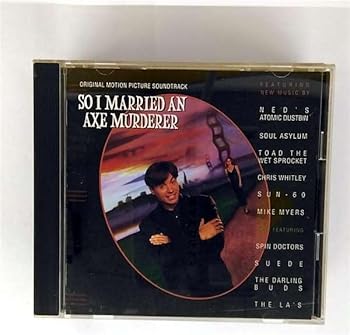 ORIGINAL MOTION PICTURE SOUNDTRACK
SO I MARRIED AN
AXE MURDERER
FEATURING
NEW MUSIC BY
NED'S
ATOMIC DUSTBIN
SOUL ASYLUM
TOAD THE
WET SPROCKET
CHRIS WHITLEY
SUN-60
MIKE MYERS
FEATURING
SPIN DOCTORS
SUEDE
THE DARLING
BUDS
THE LA'S